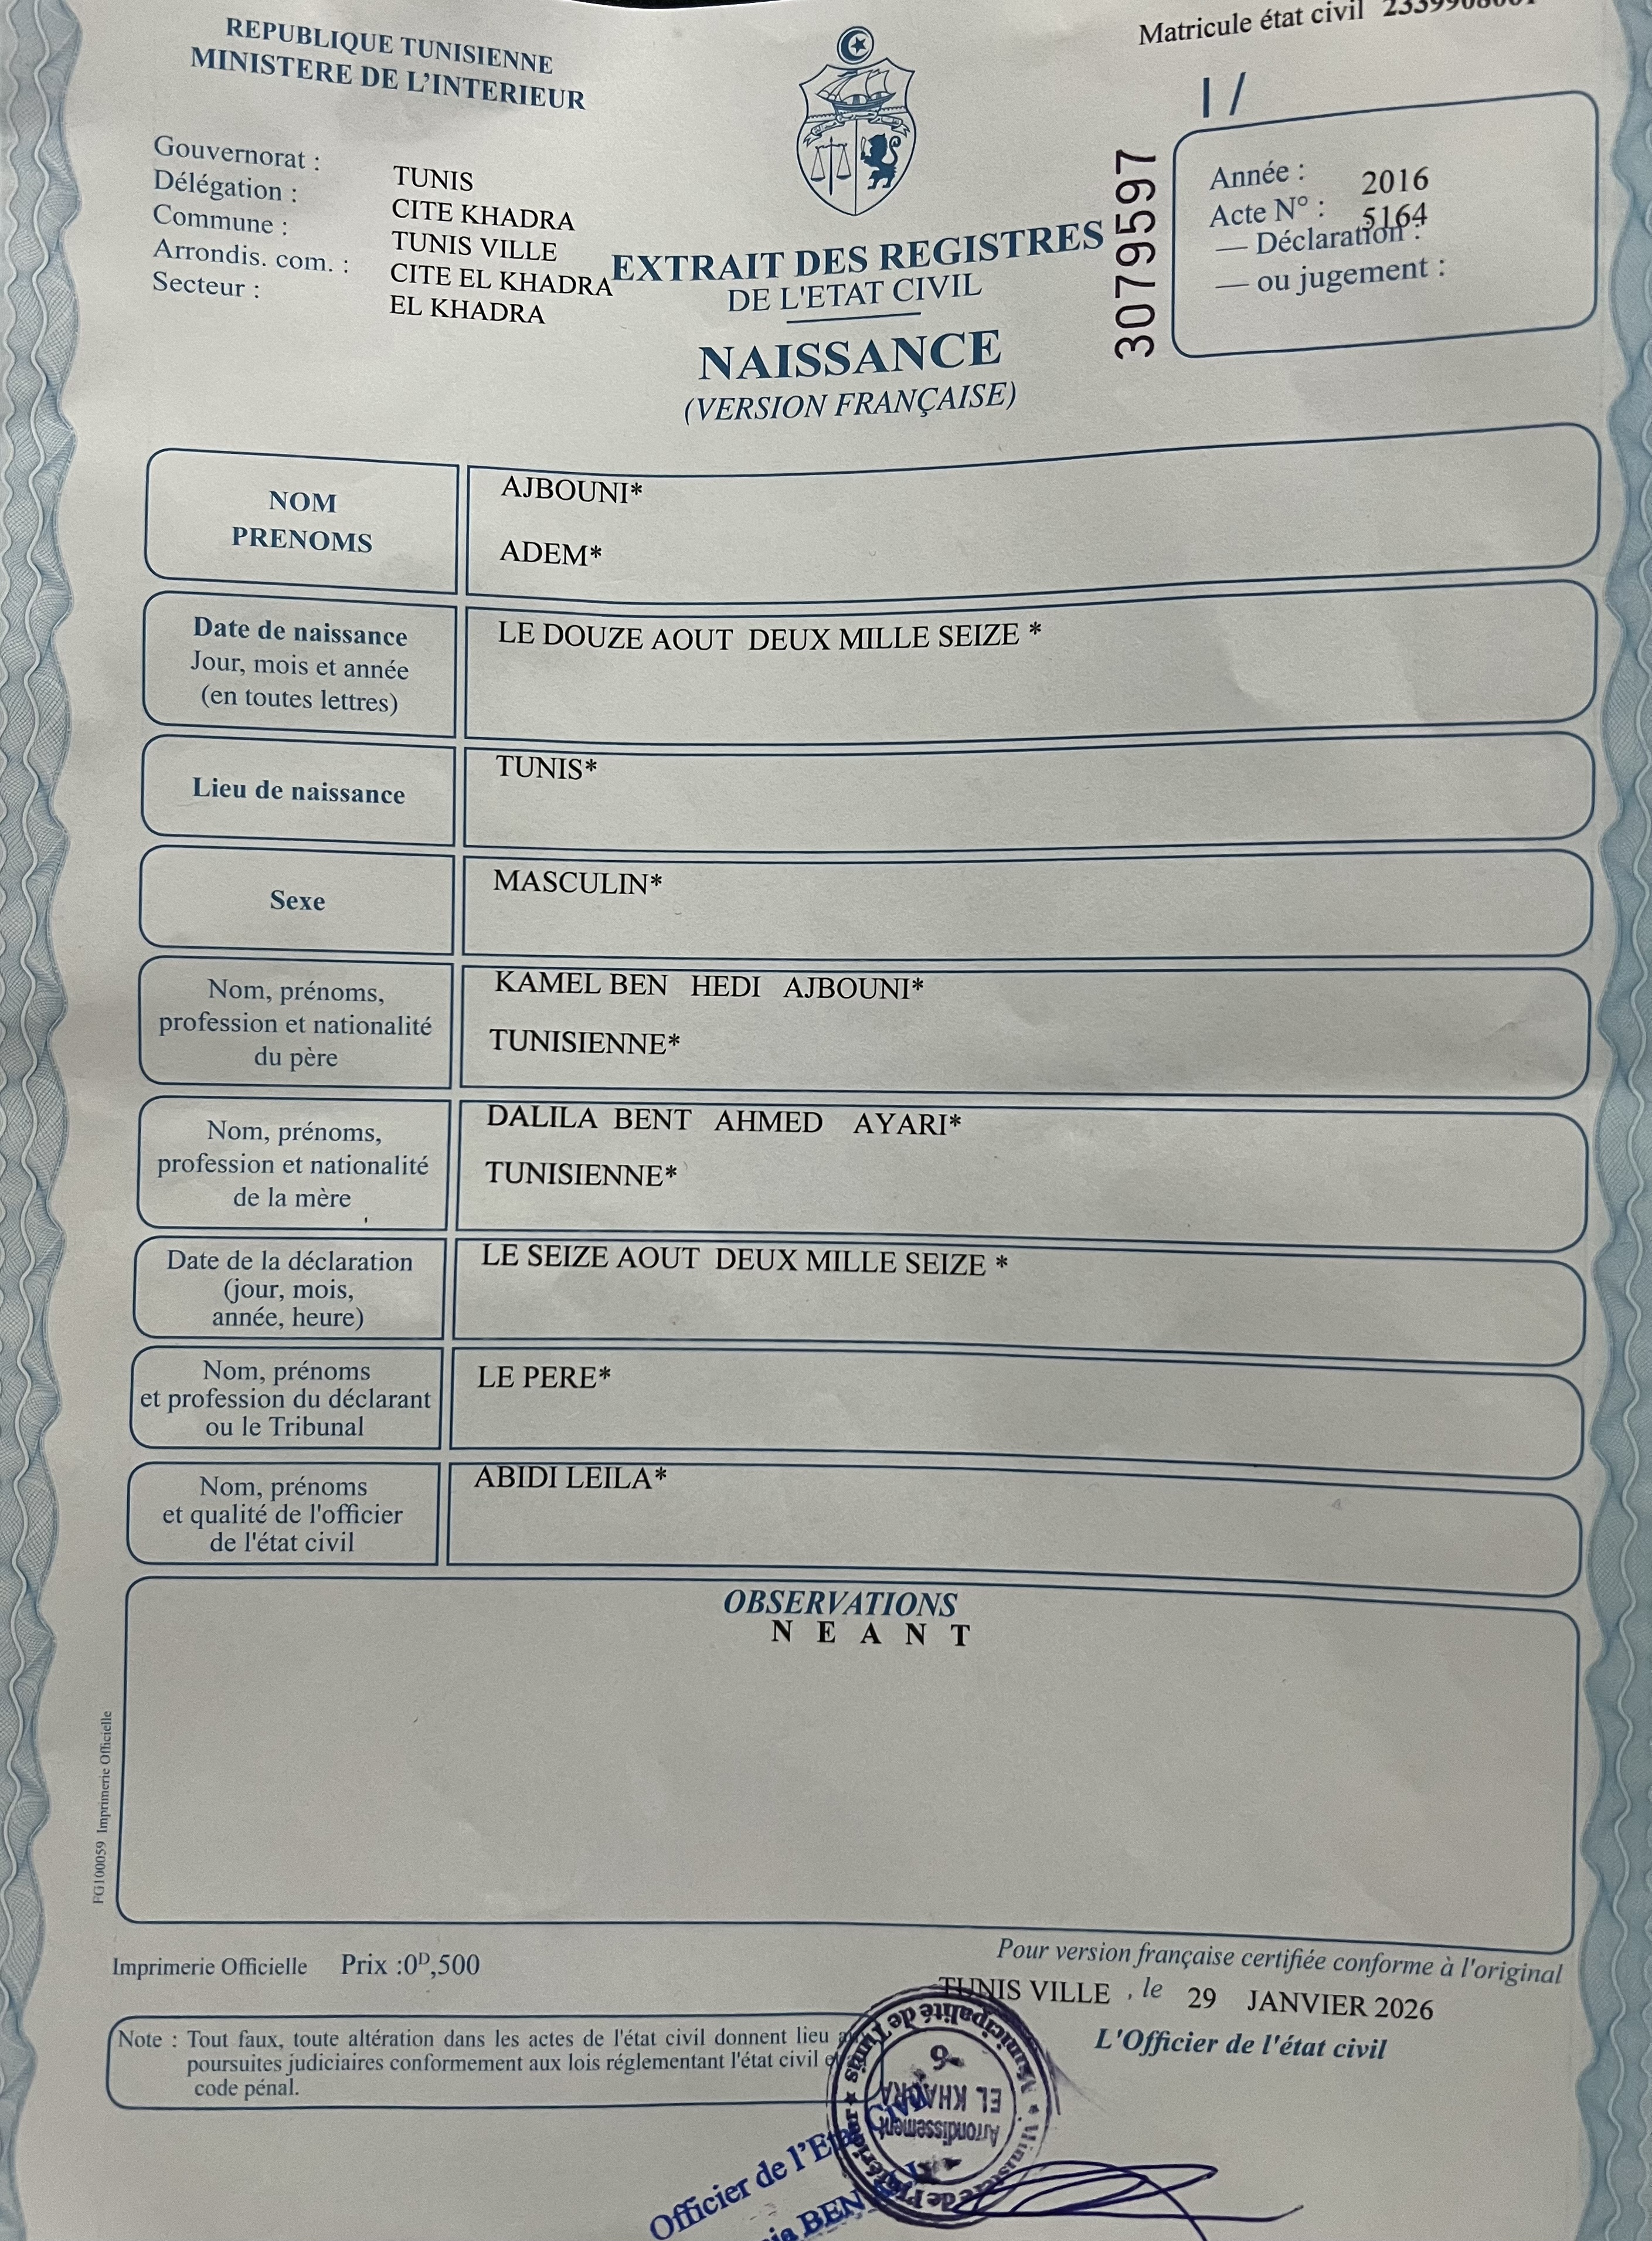 REPUBLIQUE TUNISIENNE
MINISTERE DE L'INTERIEUR
Matricule état civil
Gouvernorat : TUNIS
Délégation : CITE KHADRA
Commune : TUNIS VILLE
Arrondis. com. : CITE EL KHADRA
Secteur : EL KHADRA
EXTRAIT DES REGISTRES
DE L'ETAT CIVIL
NAISSANCE
(VERSION FRANÇAISE)
3079597
1 /
Année : 2016
Acte N° : 5164
— Déclaration :
— ou jugement :
NOM
PRENOMS
AJBOUNI*
ADEM*
Date de naissance
Jour, mois et année
(en toutes lettres)
LE DOUZE AOUT DEUX MILLE SEIZE *
Lieu de naissance
TUNIS*
Sexe
MASCULIN*
Nom, prénoms,
profession et nationalité
du père
KAMEL BEN HEDI AJBOUNI*
TUNISIENNE*
Nom, prénoms,
profession et nationalité
de la mère
DALILA BENT AHMED AYARI*
TUNISIENNE*
Date de la déclaration
(jour, mois,
année, heure)
LE SEIZE AOUT DEUX MILLE SEIZE *
Nom, prénoms
et profession du déclarant
ou le Tribunal
LE PERE*
Nom, prénoms
et qualité de l'officier
de l'état civil
ABIDI LEILA*
OBSERVATIONS
N E A N T
FG100059 Imprimerie Officielle
Imprimerie Officielle Prix :0D,500
Pour version française certifiée conforme à l'original
TUNIS VILLE , le 29 JANVIER 2026
L'Officier de l'état civil
Note : Tout faux, toute altération dans les actes de l'état civil donnent lieu
poursuites judiciaires conformement aux lois réglementant l'état civil
code pénal.
Municipalité de Tunis
6
EL KHADRA
Arrondissement
Officier de l'Etat Civil
BEN